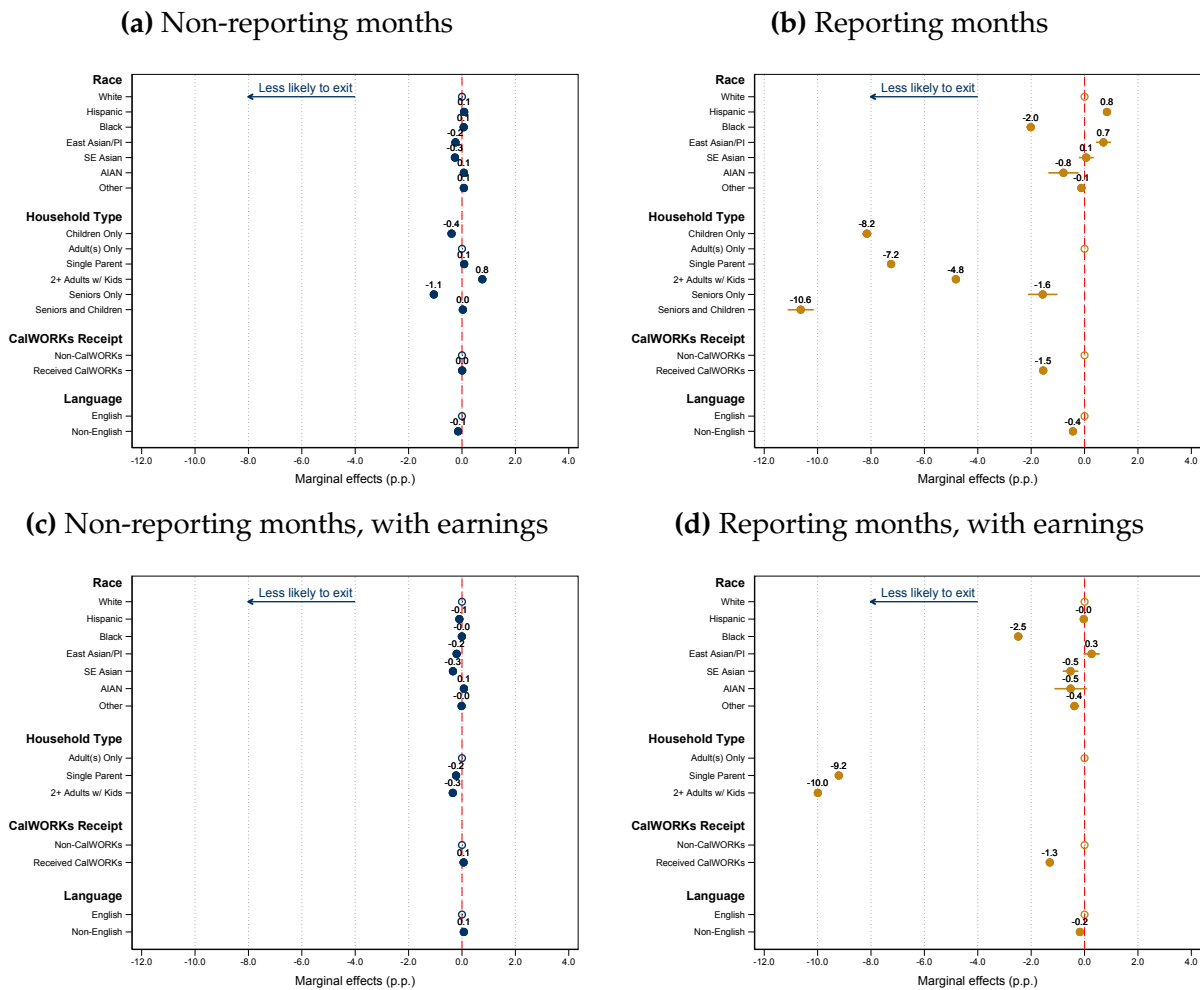 (a) Non-reporting months
Race
Less likely to exit
White
0.1
Hispanic
0.1
Black
-0.2
East Asian/PI
-0.3
SE Asian
0.1
AIAN
0.1
Other
Household Type
-0.4
Children Only
Adult(s) Only
0.1
Single Parent
0.8
2+ Adults w/ Kids
-1.1
Seniors Only
0.0
Seniors and Children
CalWORKs Receipt
Non-CalWORKs
0.0
Received CalWORKs
Language
English
-0.1
Non-English
-12.0 -10.0 -8.0 -6.0 -4.0 -2.0 0.0 2.0 4.0
Marginal effects (p.p.)
(b) Reporting months
Race
Less likely to exit
White
0.8
Hispanic
-2.0
Black
0.7
East Asian/PI
0.1
SE Asian
-0.8
AIAN
-0.1
Other
Household Type
-8.2
Children Only
Adult(s) Only
-7.2
Single Parent
-4.8
2+ Adults w/ Kids
-1.6
Seniors Only
-10.6
Seniors and Children
CalWORKs Receipt
Non-CalWORKs
-1.5
Received CalWORKs
Language
English
-0.4
Non-English
-12.0 -10.0 -8.0 -6.0 -4.0 -2.0 0.0 2.0 4.0
Marginal effects (p.p.)
(c) Non-reporting months, with earnings
Race
Less likely to exit
White
-0.1
Hispanic
-0.0
Black
-0.2
East Asian/PI
-0.3
SE Asian
0.1
AIAN
-0.0
Other
Household Type
Adult(s) Only
-0.2
Single Parent
-0.3
2+ Adults w/ Kids
CalWORKs Receipt
Non-CalWORKs
0.1
Received CalWORKs
Language
English
0.1
Non-English
-12.0 -10.0 -8.0 -6.0 -4.0 -2.0 0.0 2.0 4.0
Marginal effects (p.p.)
(d) Reporting months, with earnings
Race
Less likely to exit
White
-0.0
Hispanic
-2.5
Black
0.3
East Asian/PI
-0.5
SE Asian
-0.5
AIAN
-0.4
Other
Household Type
Adult(s) Only
-9.2
Single Parent
-10.0
2+ Adults w/ Kids
CalWORKs Receipt
Non-CalWORKs
-1.3
Received CalWORKs
Language
English
-0.2
Non-English
-12.0 -10.0 -8.0 -6.0 -4.0 -2.0 0.0 2.0 4.0
Marginal effects (p.p.)